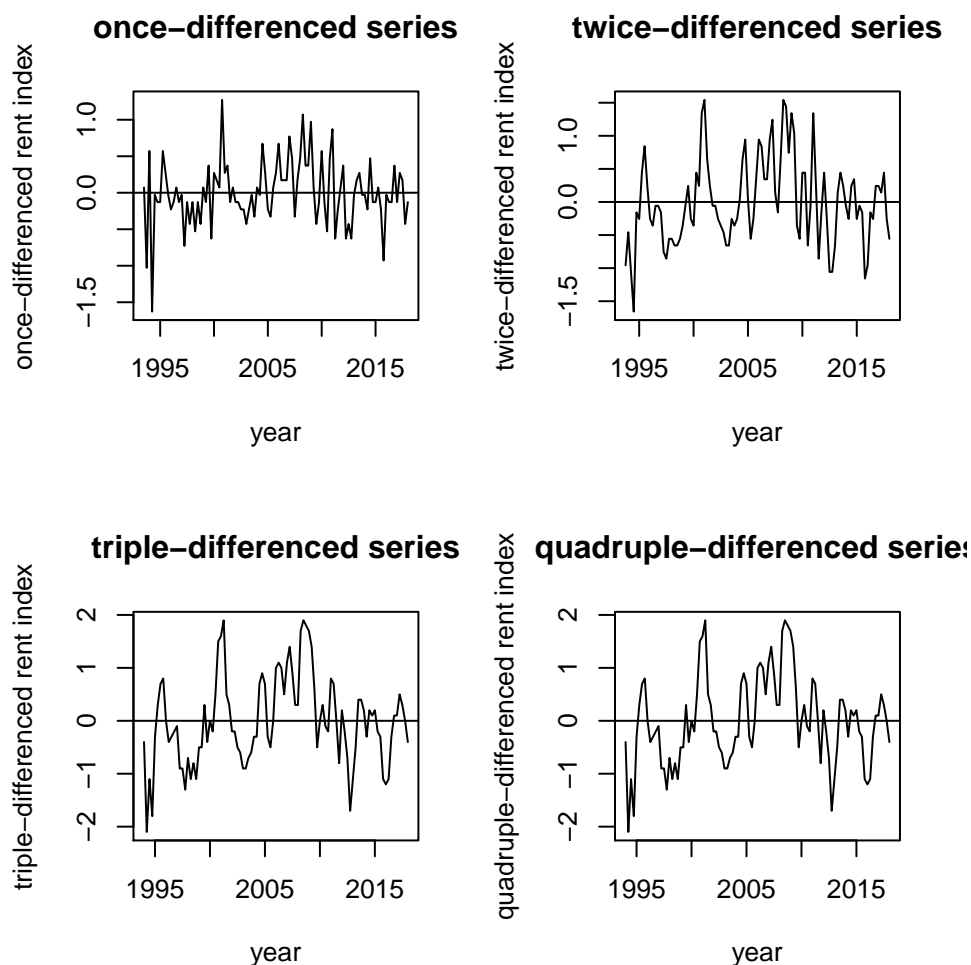 once−differenced series
once−differenced rent index
1.0
0.0
−1.5
1995
2005
2015
year
twice−differenced series
twice−differenced rent index
1.0
0.0
−1.5
1995
2005
2015
year
triple−differenced series
triple−differenced rent index
2
1
0
−1
−2
1995
2005
2015
year
quadruple−differenced series
quadruple−differenced rent index
2
1
0
−1
−2
1995
2005
2015
year